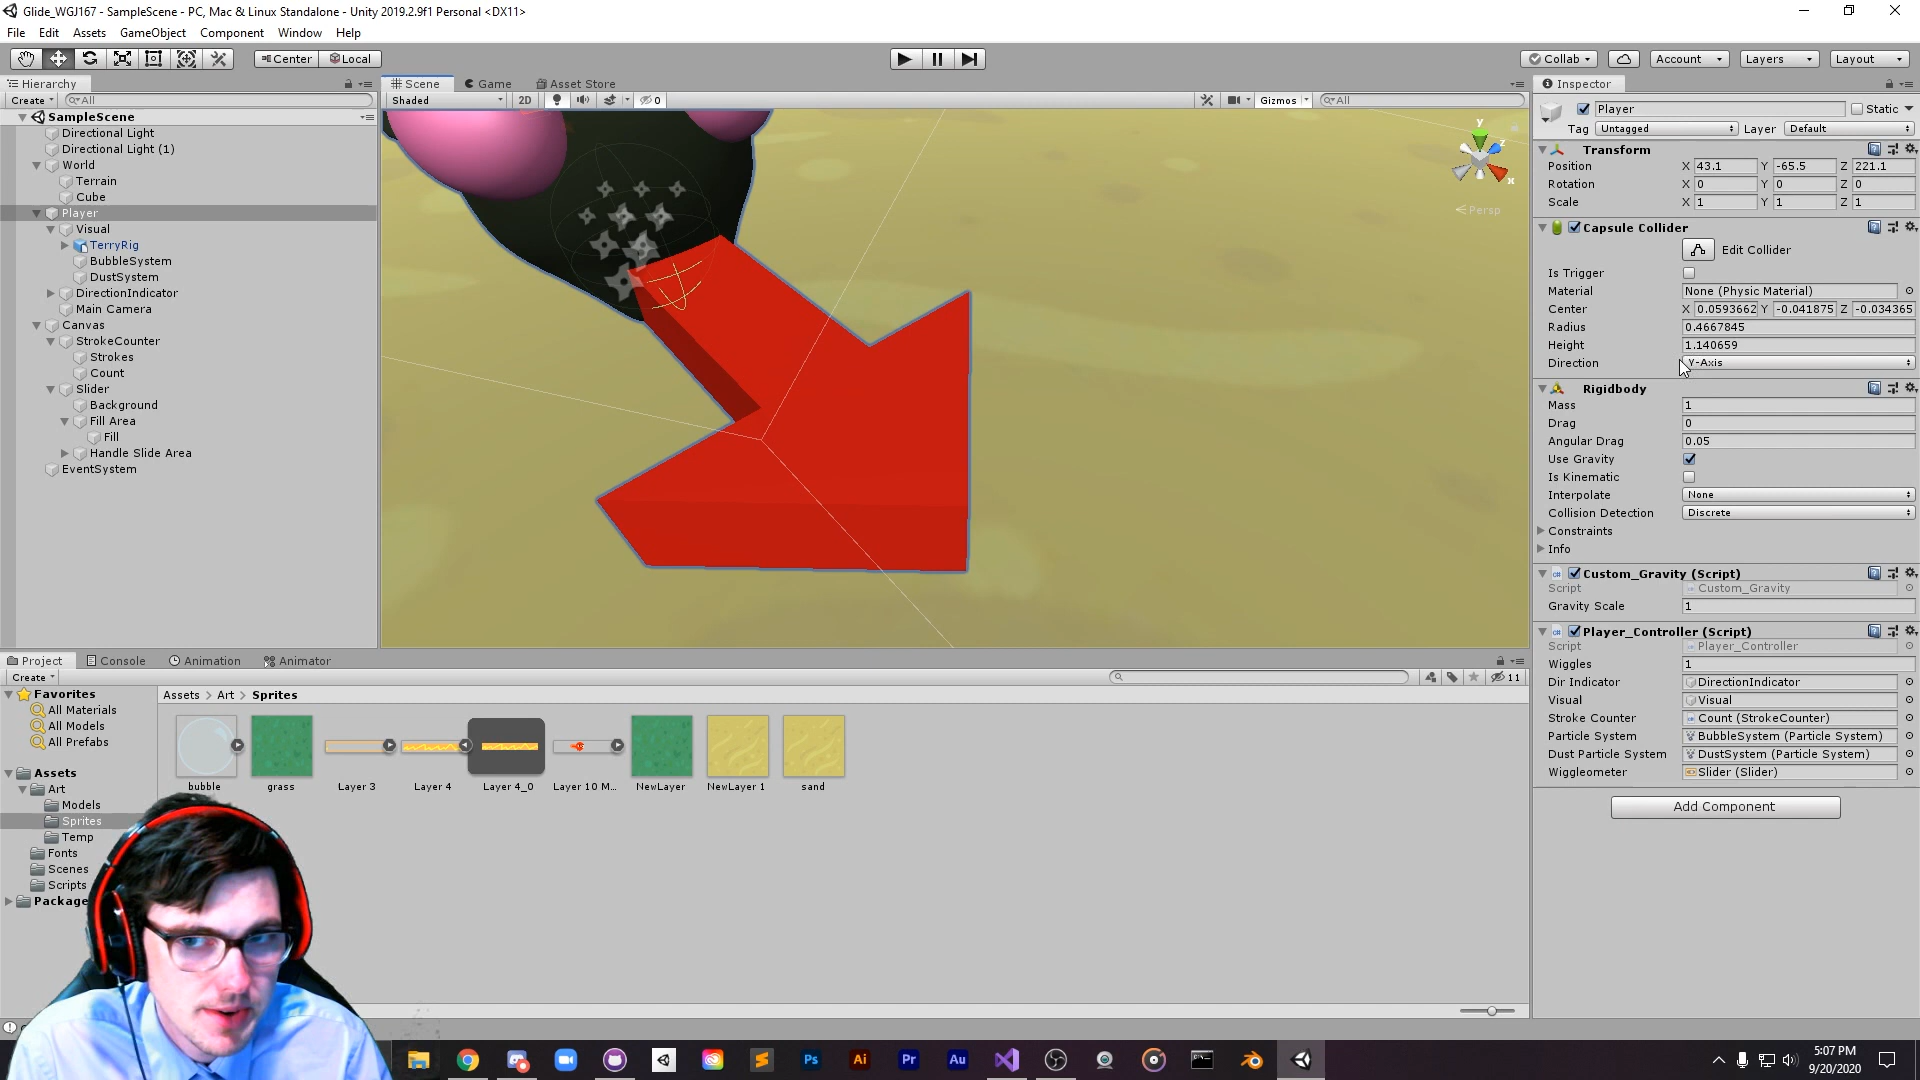 Glide_WGJ167 - SampleScene - PC, Mac & Linux Standalone - Unity 2019.2.9f1 Personal <DX11>
File Edit Assets GameObject Component Window Help
Center Local
Collab Account Layers Layout
Hierarchy
Create All
SampleScene
Directional Light
Directional Light (1)
World
Terrain
Cube
Player
Visual
TerryRig
BubbleSystem
DustSystem
DirectionIndicator
Main Camera
Canvas
StrokeCounter
Strokes
Count
Slider
Background
Fill Area
Fill
Handle Slide Area
EventSystem
Scene Game Asset Store
Shaded 2D 0 Gizmos All
y
z
x
Persp
Inspector
Player Static
Tag Untagged Layer Default
Transform
Position X 43.1 Y -65.5 Z 221.1
Rotation X 0 Y 0 Z 0
Scale X 1 Y 1 Z 1
Capsule Collider
Edit Collider
Is Trigger
Material None (Physic Material)
Center X 0.0593662 Y -0.041875 Z -0.034365
Radius 0.4667845
Height 1.140659
Direction Y-Axis
Rigidbody
Mass 1
Drag 0
Angular Drag 0.05
Use Gravity
Is Kinematic
Interpolate None
Collision Detection Discrete
Constraints
Info
Custom_Gravity (Script)
Script Custom_Gravity
Gravity Scale 1
Player_Controller (Script)
Script Player_Controller
Wiggles 1
Dir Indicator DirectionIndicator
Visual Visual
Stroke Counter Count (StrokeCounter)
Particle System BubbleSystem (Particle System)
Dust Particle System DustSystem (Particle System)
Wiggleometer Slider (Slider)
Add Component
Project Console Animation Animator
Create 11
Favorites
All Materials
All Models
All Prefabs
Assets
Art
Models
Sprites
Temp
Fonts
Scenes
Scripts
Package
Assets > Art > Sprites
bubble grass Layer 3 Layer 4 Layer 4_0 Layer 10 M... NewLayer NewLayer 1 sand
Ps Ai Pr Au
5:07 PM
9/20/2020